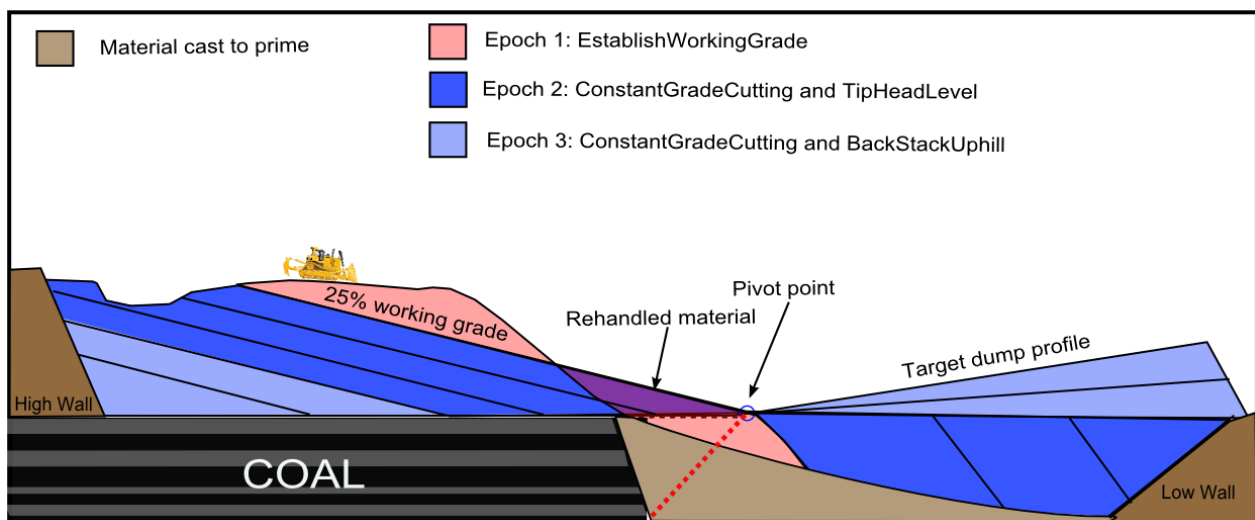 Material cast to prime
Epoch 1: EstablishWorkingGrade
Epoch 2: ConstantGradeCutting and TipHeadLevel
Epoch 3: ConstantGradeCutting and BackStackUphill
25% working grade
Rehandled material
Pivot point
Target dump profile
High Wall
COAL
Low Wall